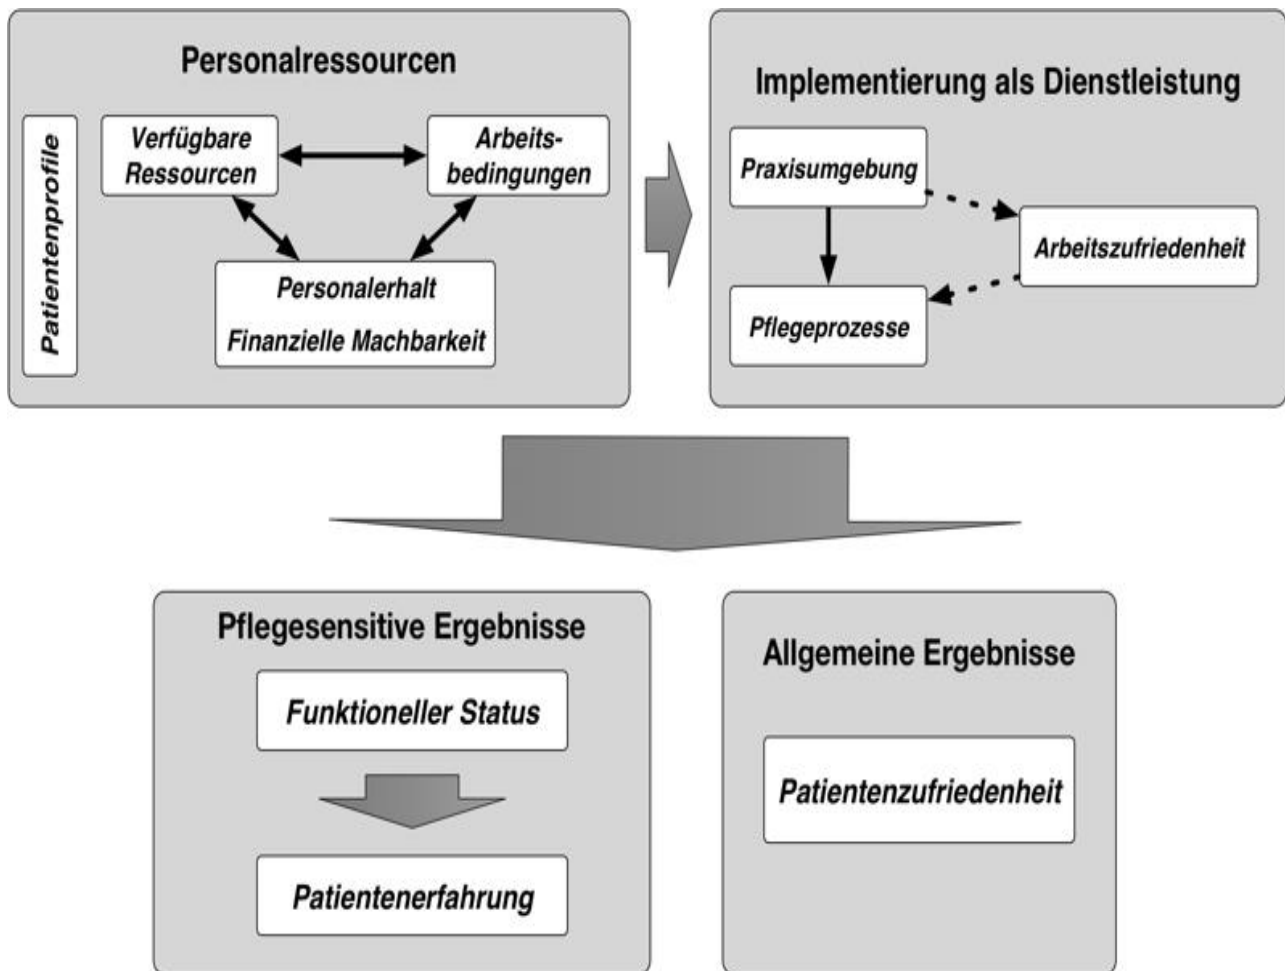 Personalressourcen
Patientenprofile
Verfügbare
Ressourcen
Arbeits-
bedingungen
Personalerhalt
Finanzielle Machbarkeit
Implementierung als Dienstleistung
Praxisumgebung
Arbeitszufriedenheit
Pflegeprozesse
Pflegesensitive Ergebnisse
Funktioneller Status
Patientenerfahrung
Allgemeine Ergebnisse
Patientenzufriedenheit